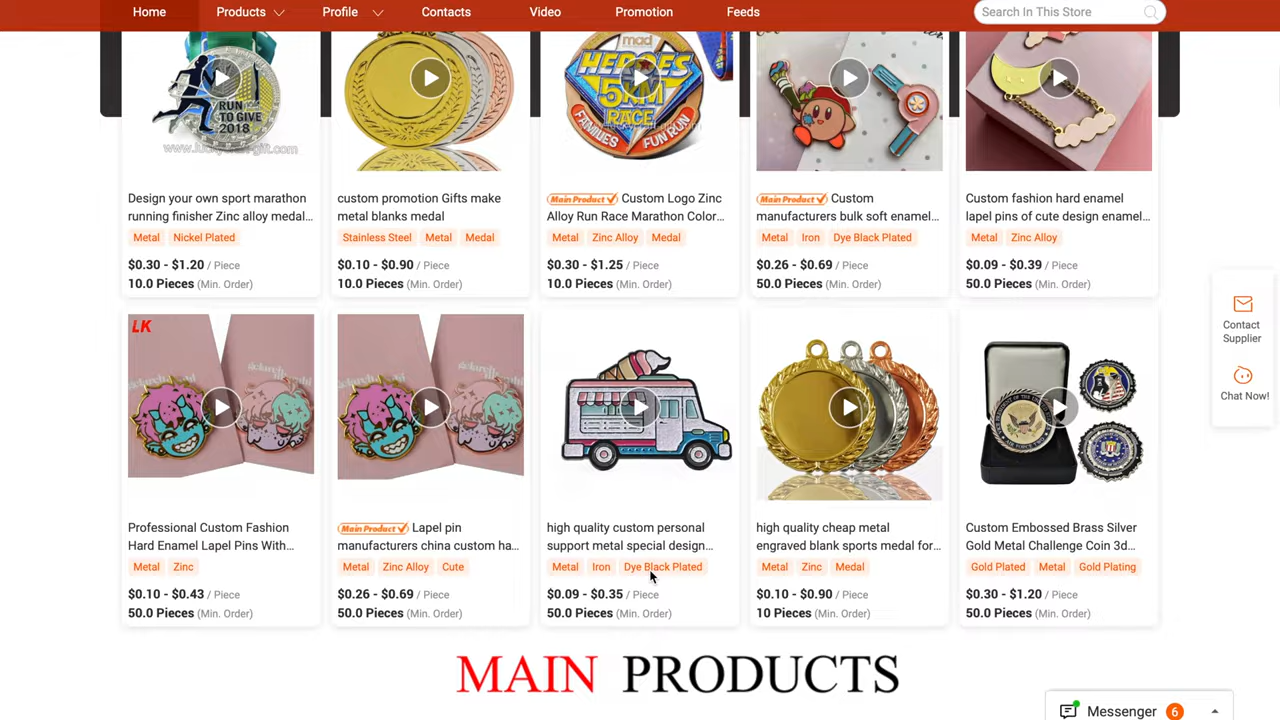 Home
Products
Profile
Contacts
Video
Promotion
Feeds
Search In This Store
RUN
TO GIVE
2018
www.luckycraft-gift.com
mad
HEROES
5KM
RACE
FAMILIES FUN RUN
Design your own sport marathon
running finisher Zinc alloy medal...
Metal
Nickel Plated
$0.30 - $1.20 / Piece
10.0 Pieces (Min. Order)
custom promotion Gifts make
metal blanks medal
Stainless Steel
Metal
Medal
$0.10 - $0.90 / Piece
10.0 Pieces (Min. Order)
Main Product Custom Logo Zinc
Alloy Run Race Marathon Color...
Metal
Zinc Alloy
Medal
$0.30 - $1.25 / Piece
10.0 Pieces (Min. Order)
Main Product Custom
manufacturers bulk soft enamel...
Metal
Iron
Dye Black Plated
$0.26 - $0.69 / Piece
50.0 Pieces (Min. Order)
Custom fashion hard enamel
lapel pins of cute design enamel...
Metal
Zinc Alloy
$0.09 - $0.39 / Piece
50.0 Pieces (Min. Order)
Contact
Supplier
Chat Now!
LK
Professional Custom Fashion
Hard Enamel Lapel Pins With...
Metal
Zinc
$0.10 - $0.43 / Piece
50.0 Pieces (Min. Order)
Main Product Lapel pin
manufacturers china custom ha...
Metal
Zinc Alloy
Cute
$0.26 - $0.69 / Piece
50.0 Pieces (Min. Order)
high quality custom personal
support metal special design...
Metal
Iron
Dye Black Plated
$0.09 - $0.35 / Piece
50.0 Pieces (Min. Order)
high quality cheap metal
engraved blank sports medal for...
Metal
Zinc
Medal
$0.10 - $0.90 / Piece
10 Pieces (Min. Order)
Custom Embossed Brass Silver
Gold Metal Challenge Coin 3d...
Gold Plated
Metal
Gold Plating
$0.30 - $1.20 / Piece
50.0 Pieces (Min. Order)
MAIN PRODUCTS
Messenger 6